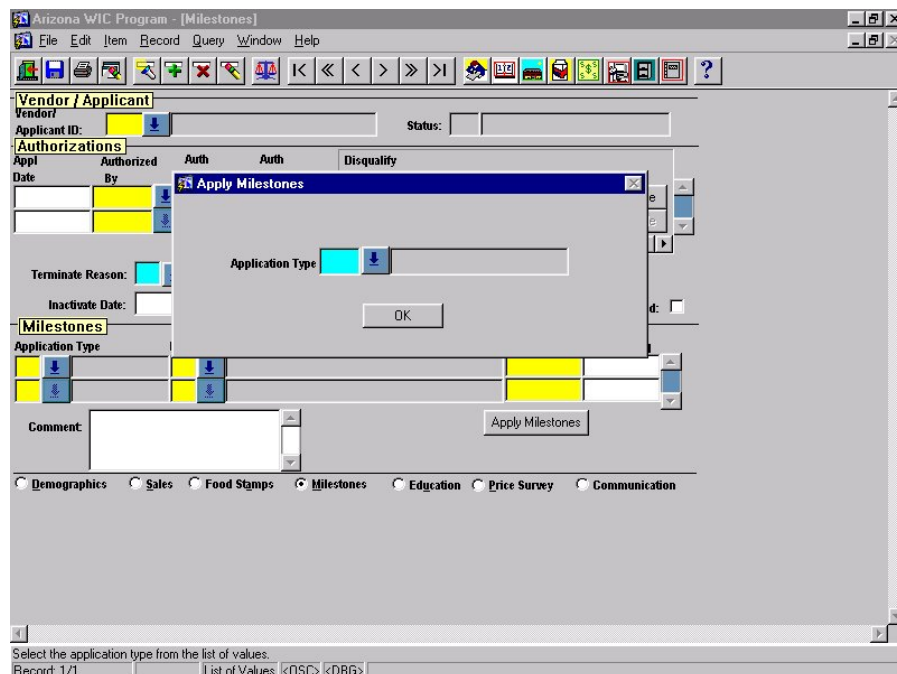 Arizona WIC Program - [Milestones]
File Edit Item Record Query Window Help
Vendor / Applicant
Vendor/
Applicant ID:
Status:
Authorizations
Appl Authorized Auth Auth Disqualify
Date By
Apply Milestones
Application Type
OK
Terminate Reason:
Inactivate Date:
d:
Milestones
Application Type
Comment:
Apply Milestones
Demographics Sales Food Stamps Milestones Education Price Survey Communication
Select the application type from the list of values.
Record: 1/1 List of Values <OSC> <DBG>